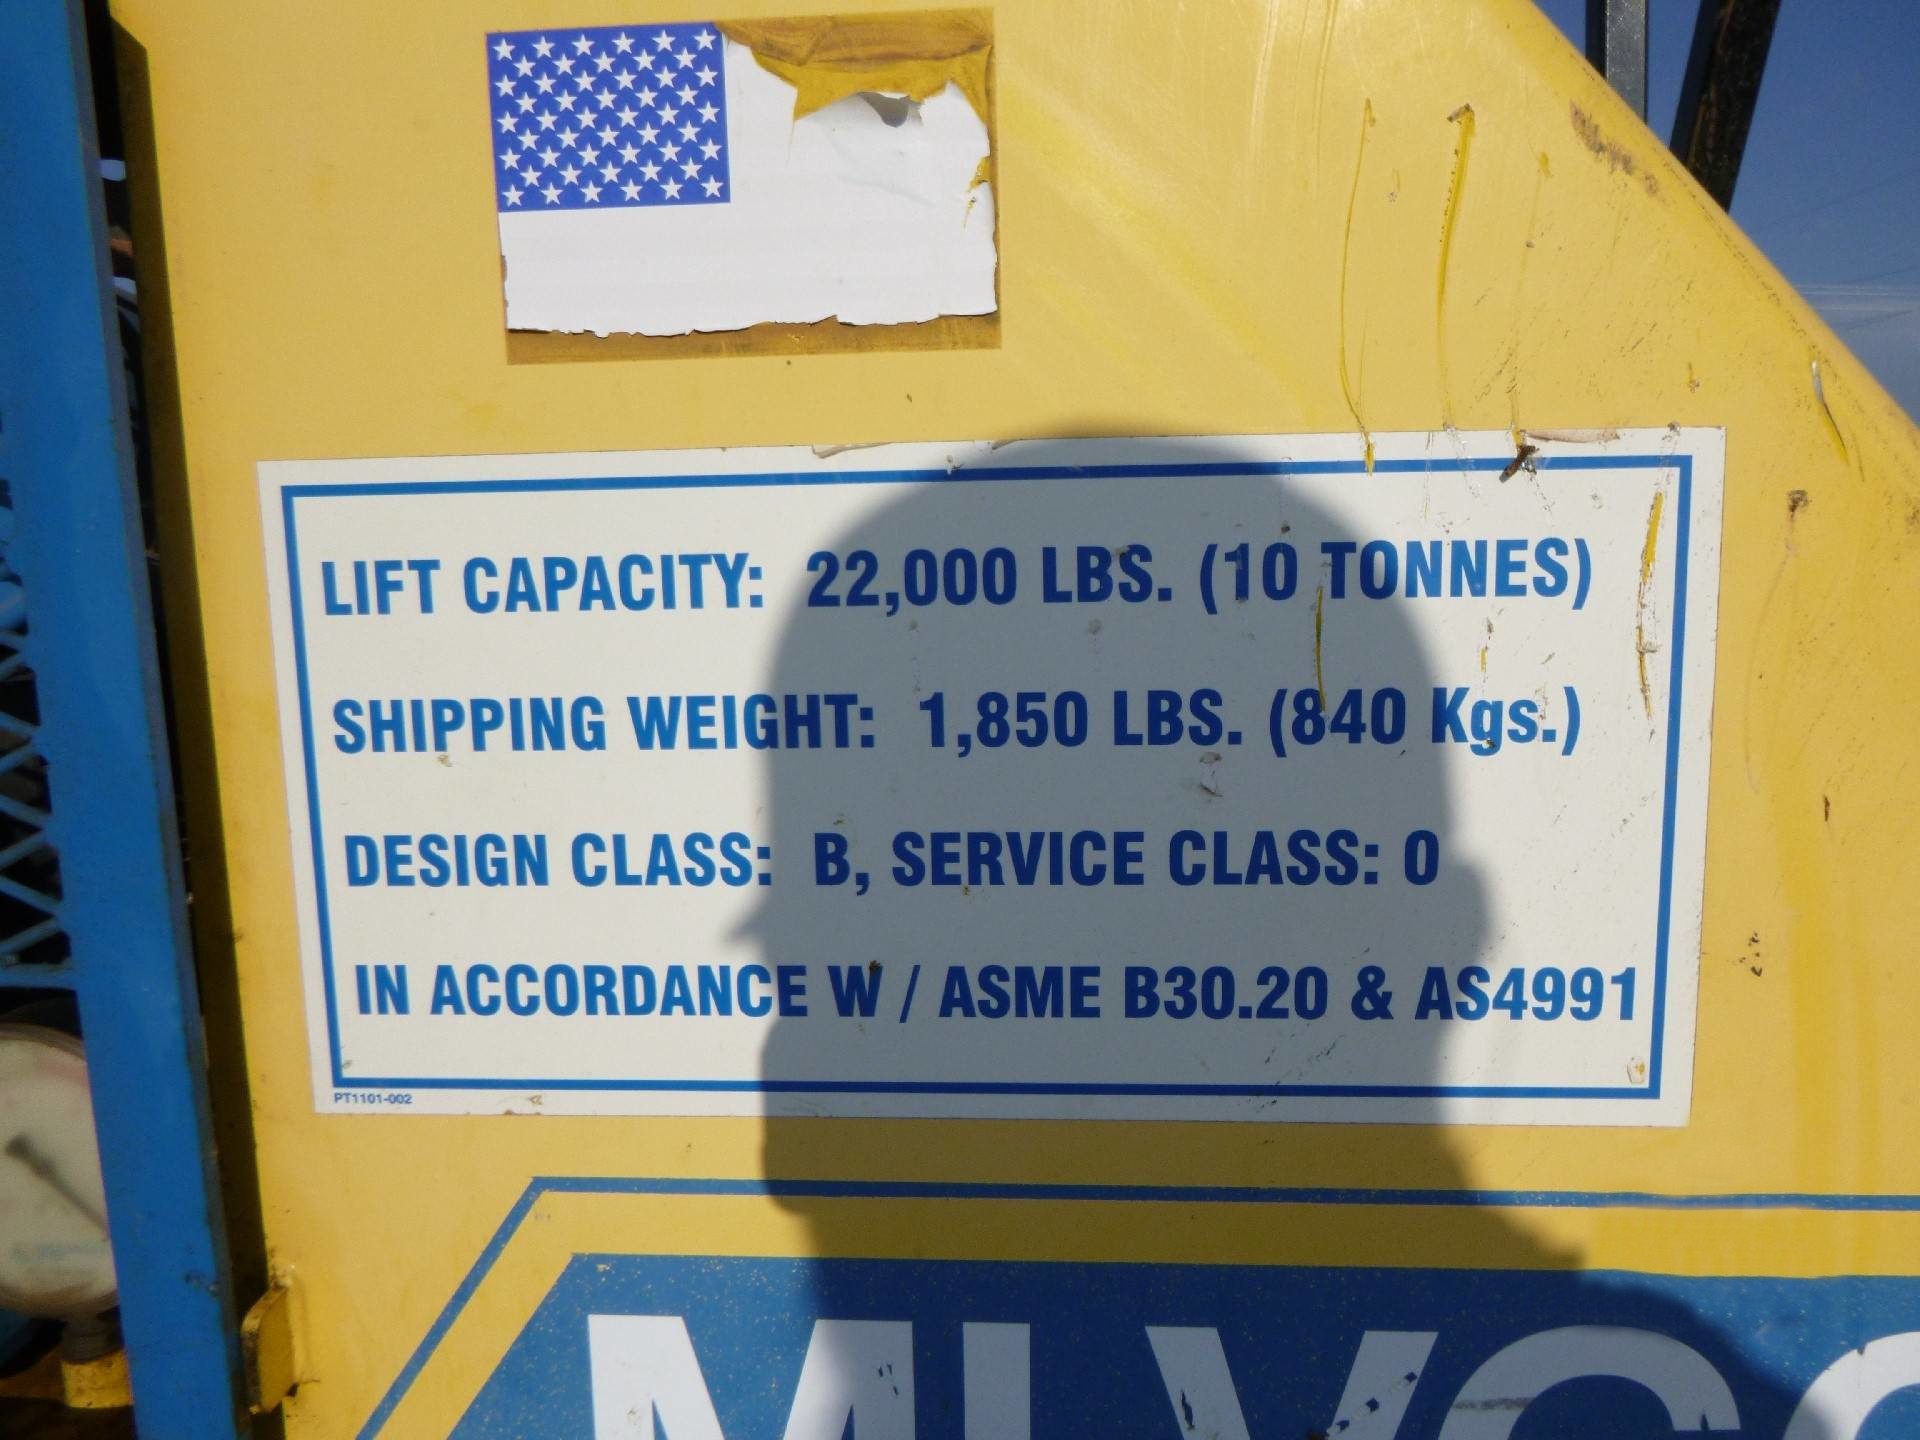 LIFT CAPACITY: 22,000 LBS. (10 TONNES)
SHIPPING WEIGHT: 1,850 LBS. (840 Kgs.)
DESIGN CLASS: B, SERVICE CLASS: 0
IN ACCORDANCE W / ASME B30.20 & AS4991
PT1101-002